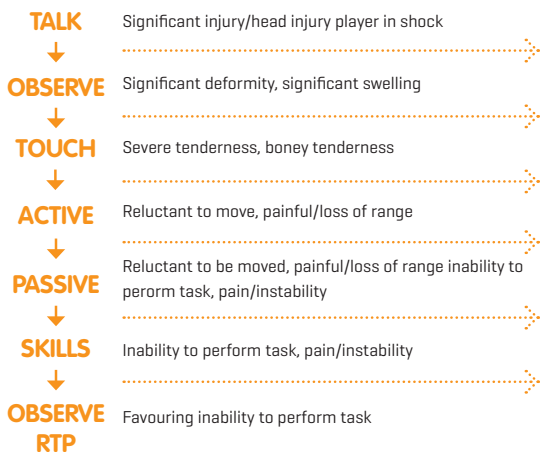 TALK Significant injury/head injury player in shock
OBSERVE Significant deformity, significant swelling
TOUCH Severe tenderness, boney tenderness
ACTIVE Reluctant to move, painful/loss of range
PASSIVE Reluctant to be moved, painful/loss of range inability to
perorm task, pain/instability
SKILLS Inability to perform task, pain/instability
OBSERVE
RTP Favouring inability to perform task